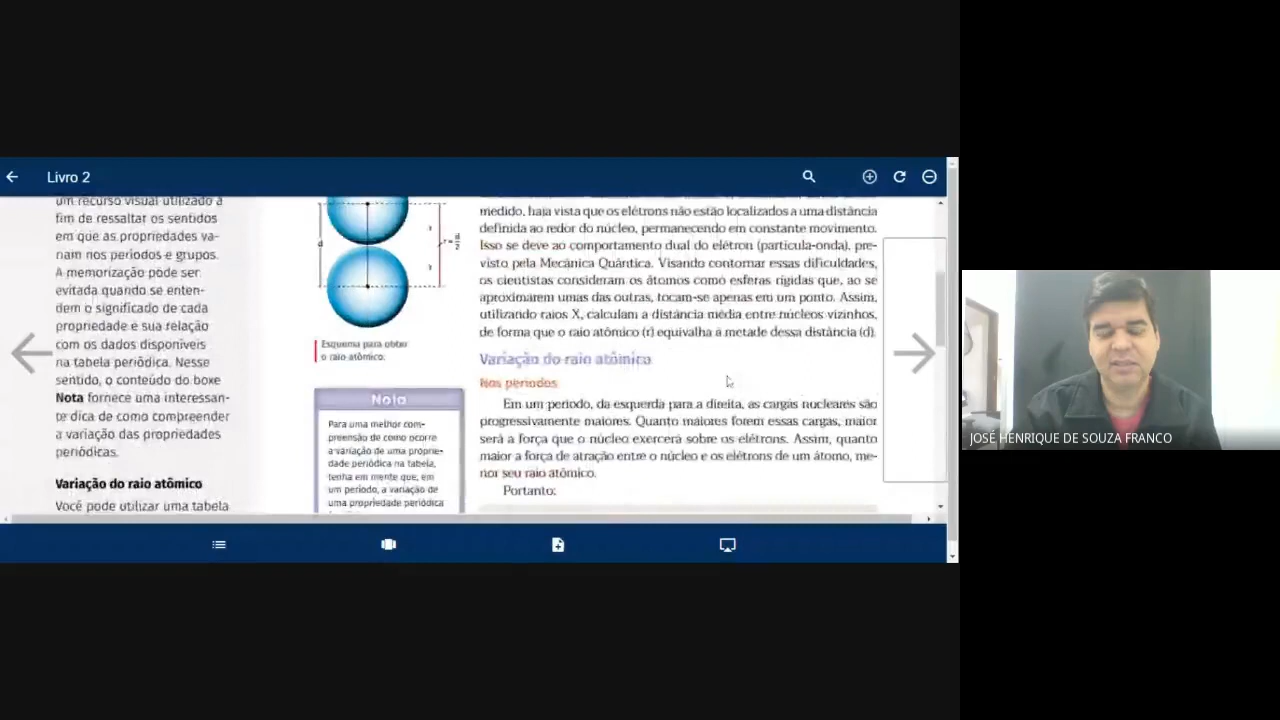 Livro 2
um recurso visual utilizado a
fim de ressaltar os sentidos
em que as propriedades va-
riam nos períodos e grupos.
A memorização pode ser
evitada quando se enten-
dem o significado de cada
propriedade e sua relação
com os dados disponíveis
na tabela periódica. Nesse
sentido, o conteúdo do boxe
Nota fornece uma interessan-
te dica de como compreender
a variação das propriedades
periódicas.
Variação do raio atômico
Você pode utilizar uma tabela
d
r = d/2
Esquema para obter
o raio atômico.
Nota
Para uma melhor com-
preensão de como ocorre
a variação de uma proprie-
dade periódica na tabela,
tenha em mente que, em
um período, a variação de
uma propriedade periódica
medido, haja vista que os elétrons não estão localizados a uma distância
definida ao redor do núcleo, permanecendo em constante movimento.
Isso se deve ao comportamento dual do elétron (partícula-onda), pre-
visto pela Mecânica Quântica. Visando contornar essas dificuldades,
os cientistas consideram os átomos como esferas rígidas que, ao se
aproximarem umas das outras, tocam-se apenas em um ponto. Assim,
utilizando raios X, calculam a distância média entre núcleos vizinhos,
de forma que o raio atômico (r) equivalha à metade dessa distância (d).
Variação do raio atômico
Nos períodos
Em um período, da esquerda para a direita, as cargas nucleares são
progressivamente maiores. Quanto maiores forem essas cargas, maior
será a força que o núcleo exercerá sobre os elétrons. Assim, quanto
maior a força de atração entre o núcleo e os elétrons de um átomo, me-
nor seu raio atômico.
Portanto:
JOSÉ HENRIQUE DE SOUZA FRANCO